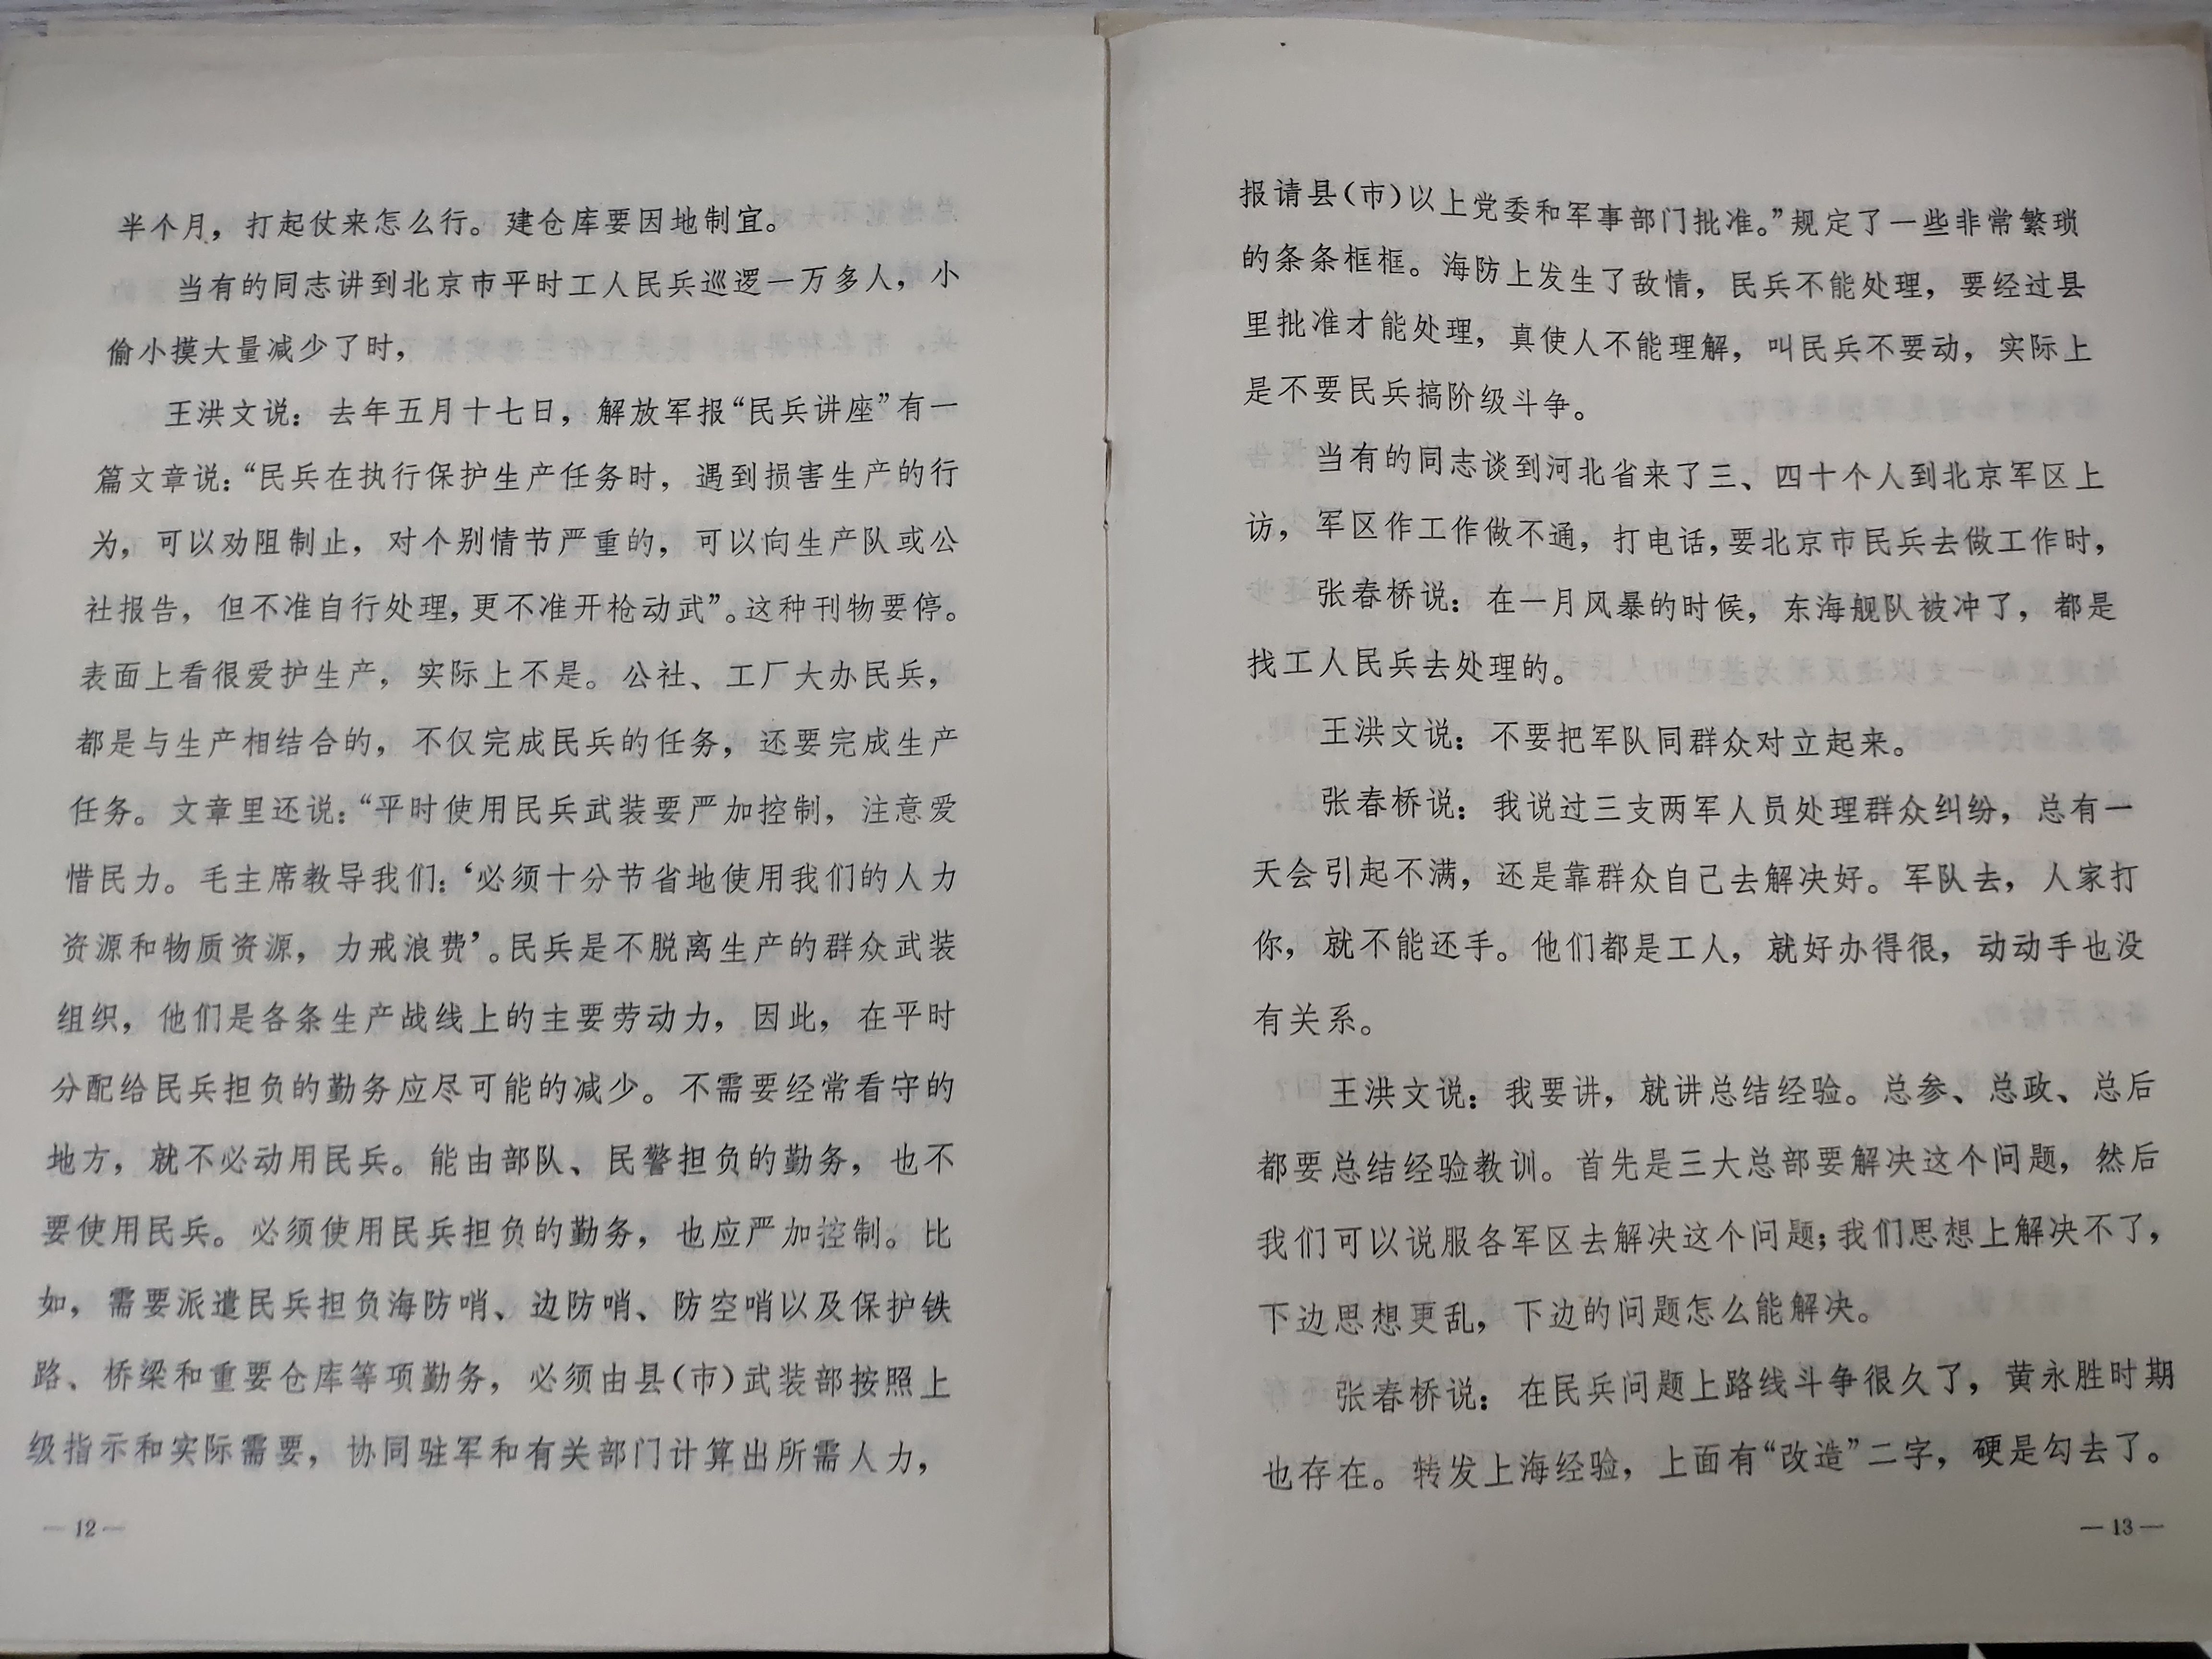 半个月，打起仗来怎么行。建仓库要因地制宜。
当有的同志讲到北京市平时工人民兵巡逻一万多人，小
偷小摸大量减少了时，
王洪文说：去年五月十七日，解放军报“民兵讲座”有一
篇文章说：“民兵在执行保护生产任务时，遇到损害生产的行
为，可以劝阻制止，对个别情节严重的，可以向生产队或公
社报告，但不准自行处理，更不准开枪动武”。这种刊物要停。
表面上看很爱护生产，实际上不是。公社、工厂大办民兵，
都是与生产相结合的，不仅完成民兵的任务，还要完成生产
任务。文章里还说：“平时使用民兵武装要严加控制，注意爱
惜民力。毛主席教导我们：‘必须十分节省地使用我们的人力
资源和物质资源，力戒浪费’。民兵是不脱离生产的群众武装
组织，他们是各条生产战线上的主要劳动力，因此，在平时
分配给民兵担负的勤务应尽可能的减少。不需要经常看守的
地方，就不必动用民兵。能由部队、民警担负的勤务，也不
要使用民兵。必须使用民兵担负的勤务，也应严加控制。比
如，需要派遣民兵担负海防哨、边防哨、防空哨以及保护铁
路、桥梁和重要仓库等项勤务，必须由县（市）武装部按照上
级指示和实际需要，协同驻军和有关部门计算出所需人力，
— 12 —
报请县（市）以上党委和军事部门批准。”规定了一些非常繁琐
的条条框框。海防上发生了敌情，民兵不能处理，要经过县
里批准才能处理，真使人不能理解，叫民兵不要动，实际上
是不要民兵搞阶级斗争。
当有的同志谈到河北省来了三、四十个人到北京军区上
访，军区作工作做不通，打电话，要北京市民兵去做工作时，
张春桥说：在一月风暴的时候，东海舰队被冲了，都是
找工人民兵去处理的。
王洪文说：不要把军队同群众对立起来。
张春桥说：我说过三支两军人员处理群众纠纷，总有一
天会引起不满，还是靠群众自己去解决好。军队去，人家打
你，就不能还手。他们都是工人，就好办得很，动动手也没
有关系。
王洪文说：我要讲，就讲总结经验。总参、总政、总后
都要总结经验教训。首先是三大总部要解决这个问题，然后
我们可以说服各军区去解决这个问题；我们思想上解决不了，
下边思想更乱，下边的问题怎么能解决。
张春桥说：在民兵问题上路线斗争很久了，黄永胜时期
也存在。转发上海经验，上面有“改造”二字，硬是勾去了。
— 13 —